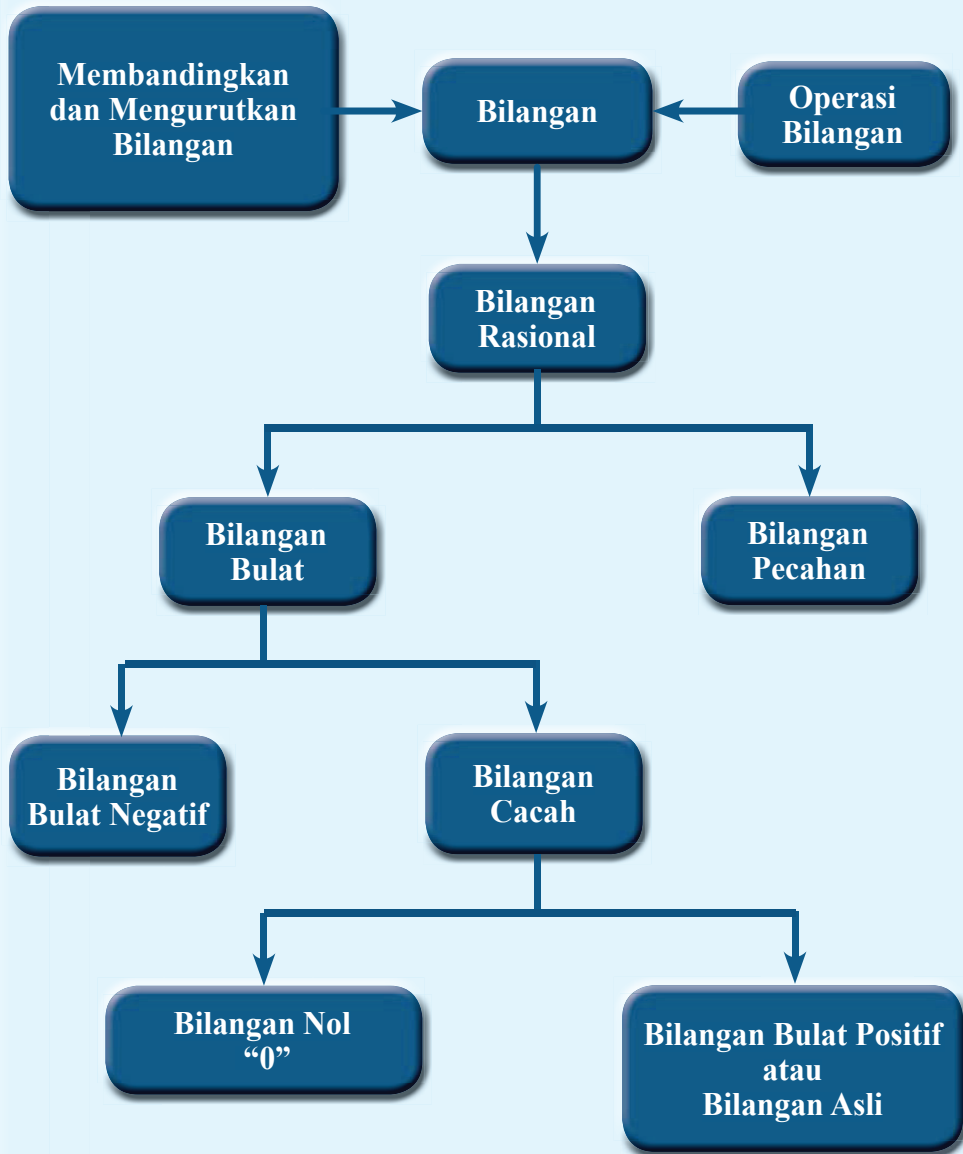 Membandingkan
dan Mengurutkan
Bilangan
Bilangan
Operasi
Bilangan
Bilangan
Rasional
Bilangan
Bulat
Bilangan
Pecahan
Bilangan
Bulat Negatif
Bilangan
Cacah
Bilangan Nol
“0”
Bilangan Bulat Positif
atau
Bilangan Asli